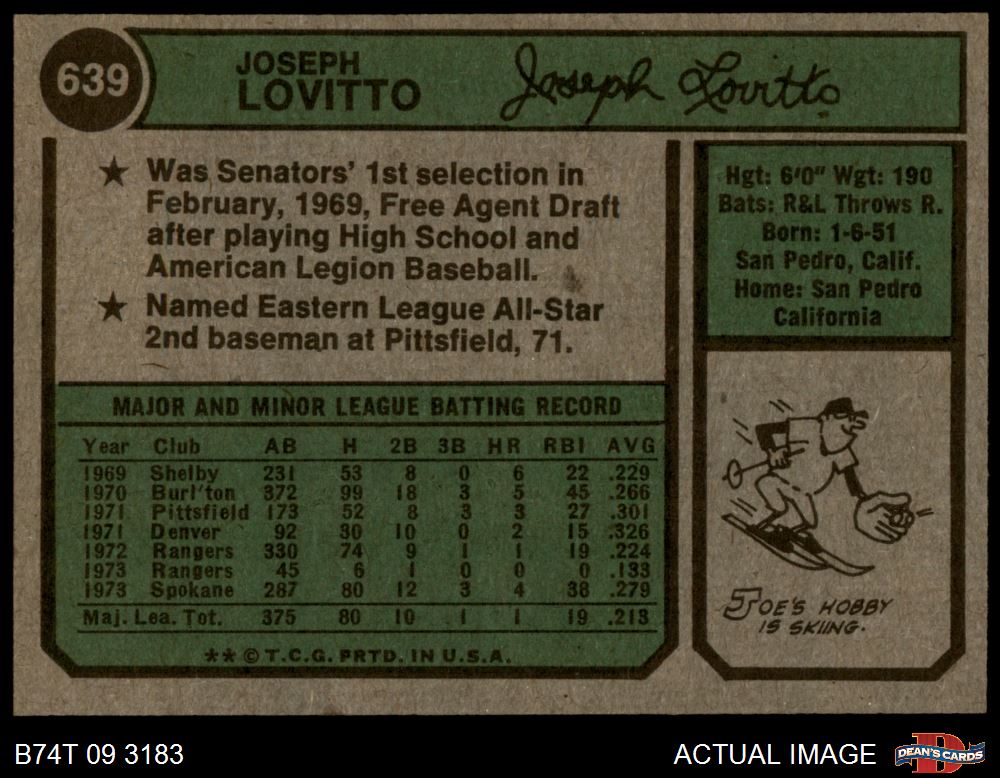 639
JOSEPH
LOVITTO
Joseph Lovitto
★ Was Senators' 1st selection in
February, 1969, Free Agent Draft
after playing High School and
American Legion Baseball.
★ Named Eastern League All-Star
2nd baseman at Pittsfield, 71.
Hgt: 6'0" Wgt: 190
Bats: R&L Throws R.
Born: 1-6-51
San Pedro, Calif.
Home: San Pedro
California
MAJOR AND MINOR LEAGUE BATTING RECORD
Year Club AB H 2B 3B HR RBI AVG
1969 Shelby 231 53 8 0 6 22 .229
1970 Burl'ton 372 99 18 3 5 45 .266
1971 Pittsfield 173 52 8 3 3 27 .301
1971 Denver 92 30 10 0 2 15 .326
1972 Rangers 330 74 9 1 1 19 .224
1973 Rangers 45 6 1 0 0 0 .133
1973 Spokane 287 80 12 3 4 38 .279
Maj. Lea. Tot. 375 80 10 1 1 19 .213
** © T.C.G. PRTD. IN U.S.A.
JOE'S HOBBY
IS SKIING.
B74T 09 3183
ACTUAL IMAGE
DEAN'S CARDS